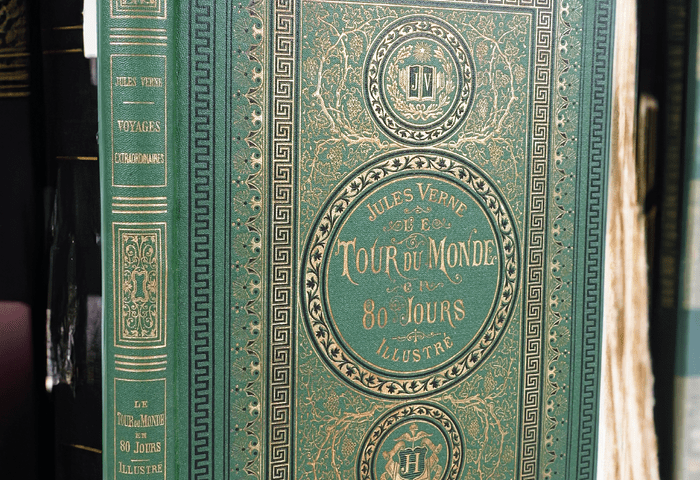 JULES VERNE
VOYAGES
EXTRAORDINAIRES
LE
TOUR DU MONDE
EN
80 JOURS
ILLUSTRÉ
JV
JULES VERNE
LE
TOUR DU MONDE
en
80 JOURS
ILLUSTRÉ
H